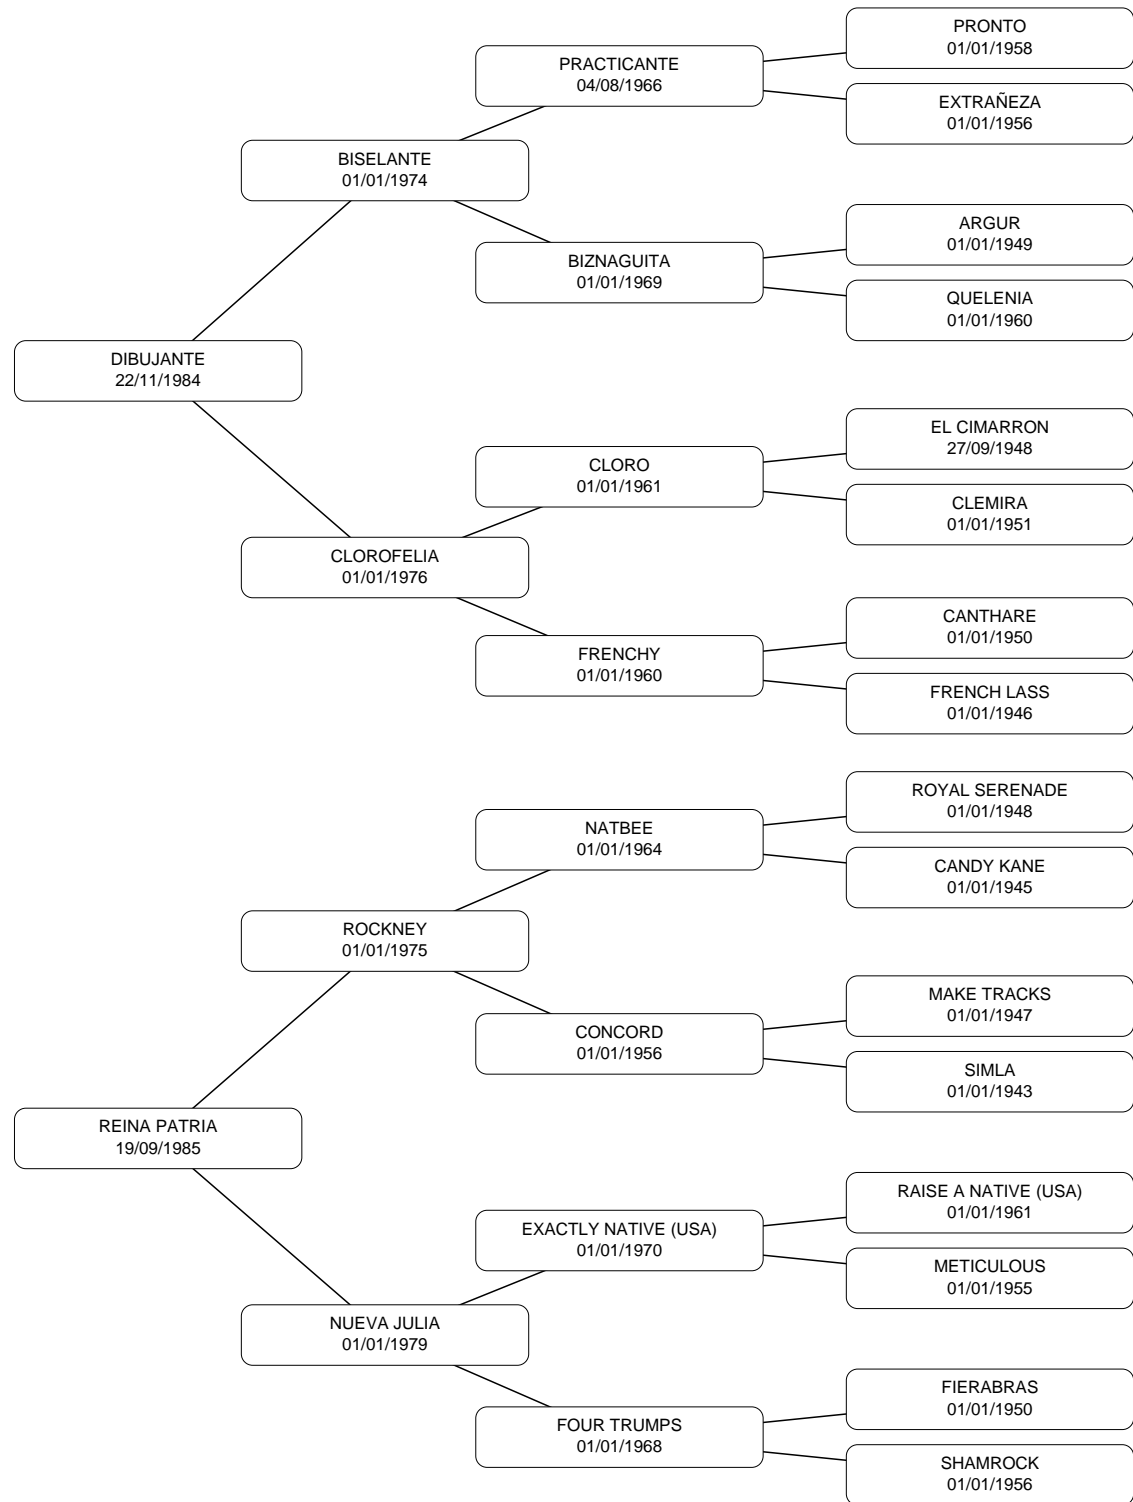 PRONTO
01/01/1958
PRACTICANTE
04/08/1966
EXTRAÑEZA
01/01/1956
BISELANTE
01/01/1974
ARGUR
01/01/1949
BIZNAGUITA
01/01/1969
QUELENIA
01/01/1960
DIBUJANTE
22/11/1984
EL CIMARRON
27/09/1948
CLORO
01/01/1961
CLEMIRA
01/01/1951
CLOROFELIA
01/01/1976
CANTHARE
01/01/1950
FRENCHY
01/01/1960
FRENCH LASS
01/01/1946
ROYAL SERENADE
01/01/1948
NATBEE
01/01/1964
CANDY KANE
01/01/1945
ROCKNEY
01/01/1975
MAKE TRACKS
01/01/1947
CONCORD
01/01/1956
SIMLA
01/01/1943
REINA PATRIA
19/09/1985
RAISE A NATIVE (USA)
01/01/1961
EXACTLY NATIVE (USA)
01/01/1970
METICULOUS
01/01/1955
NUEVA JULIA
01/01/1979
FIERABRAS
01/01/1950
FOUR TRUMPS
01/01/1968
SHAMROCK
01/01/1956